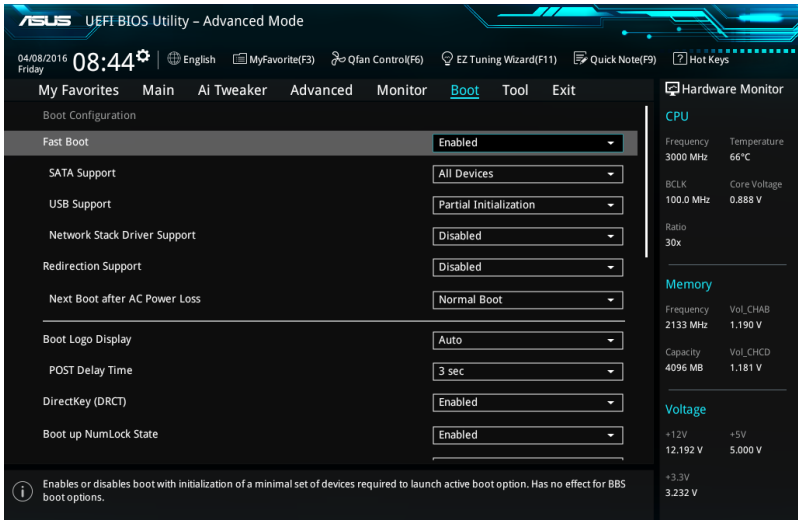 ASUS UEFI BIOS Utility – Advanced Mode
04/08/2016 Friday 08:44 English MyFavorite(F3) Qfan Control(F6) EZ Tuning Wizard(F11) Quick Note(F9) ? Hot Keys
My Favorites Main Ai Tweaker Advanced Monitor Boot Tool Exit
Boot Configuration
Fast Boot Enabled
SATA Support All Devices
USB Support Partial Initialization
Network Stack Driver Support Disabled
Redirection Support Disabled
Next Boot after AC Power Loss Normal Boot
Boot Logo Display Auto
POST Delay Time 3 sec
DirectKey (DRCT) Enabled
Boot up NumLock State Enabled
Enables or disables boot with initialization of a minimal set of devices required to launch active boot option. Has no effect for BBS
boot options.
Hardware Monitor
CPU
Frequency Temperature
3000 MHz 66°C
BCLK Core Voltage
100.0 MHz 0.888 V
Ratio
30x
Memory
Frequency Vol_CHAB
2133 MHz 1.190 V
Capacity Vol_CHCD
4096 MB 1.181 V
Voltage
+12V +5V
12.192 V 5.000 V
+3.3V
3.232 V